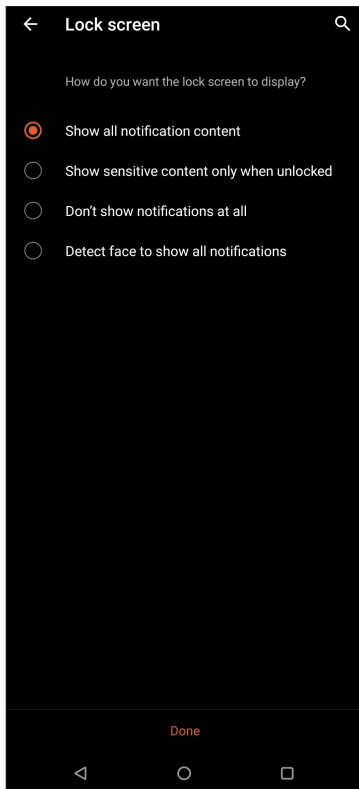 Lock screen
How do you want the lock screen to display?
Show all notification content
Show sensitive content only when unlocked
Don't show notifications at all
Detect face to show all notifications
Done